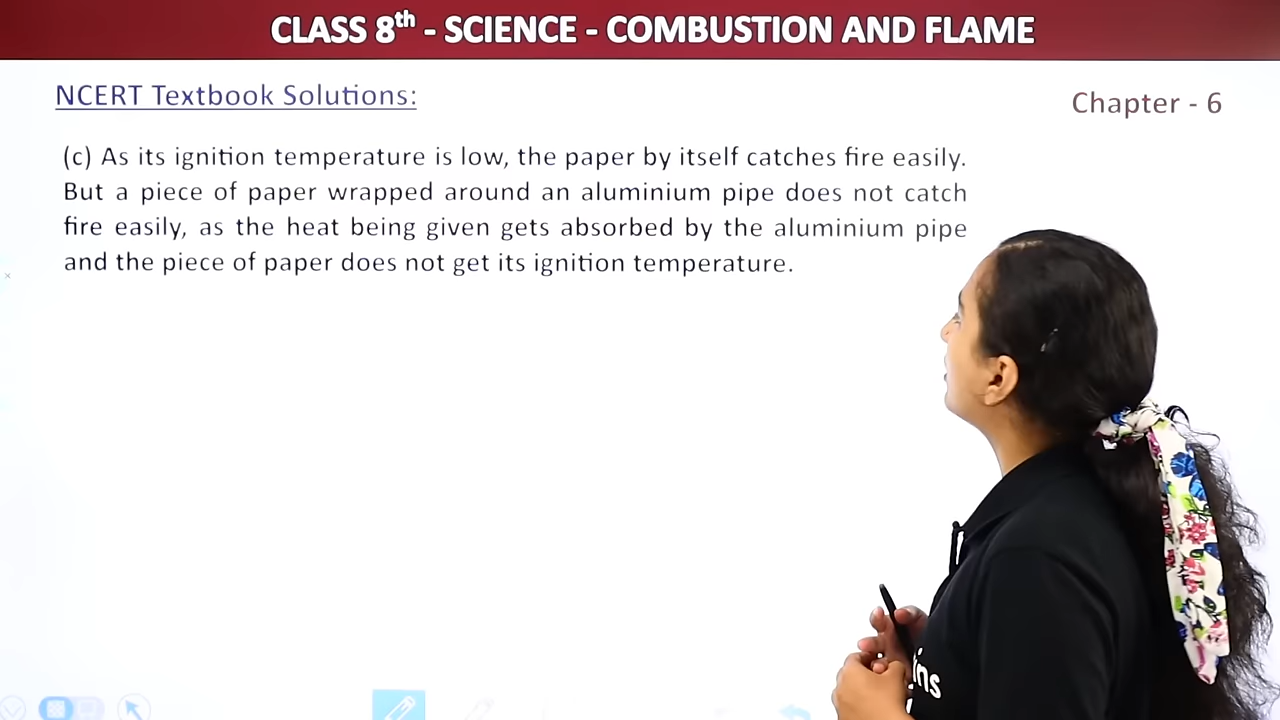 CLASS 8th - SCIENCE - COMBUSTION AND FLAME
NCERT Textbook Solutions:
Chapter - 6
(c) As its ignition temperature is low, the paper by itself catches fire easily.
But a piece of paper wrapped around an aluminium pipe does not catch
fire easily, as the heat being given gets absorbed by the aluminium pipe
and the piece of paper does not get its ignition temperature.